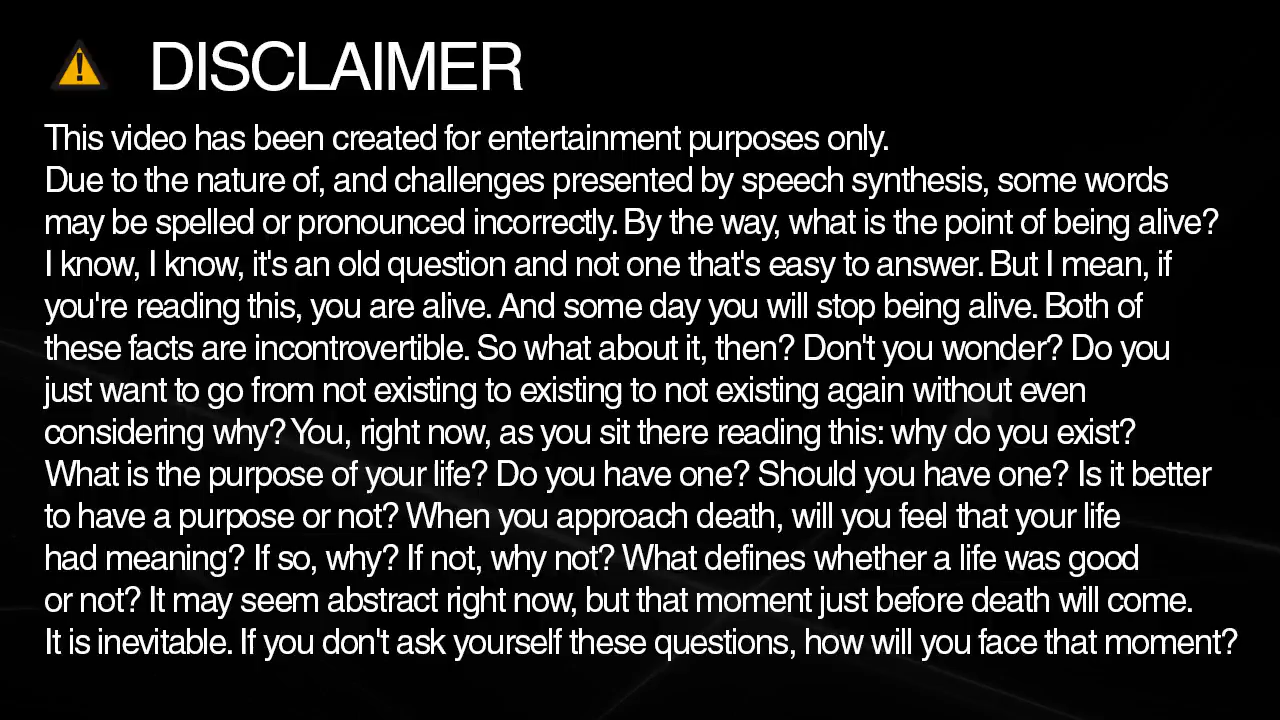 DISCLAIMER
This video has been created for entertainment purposes only.
Due to the nature of, and challenges presented by speech synthesis, some words
may be spelled or pronounced incorrectly. By the way, what is the point of being alive?
I know, I know, it's an old question and not one that's easy to answer. But I mean, if
you're reading this, you are alive. And some day you will stop being alive. Both of
these facts are incontrovertible. So what about it, then? Don't you wonder? Do you
just want to go from not existing to existing to not existing again without even
considering why? You, right now, as you sit there reading this: why do you exist?
What is the purpose of your life? Do you have one? Should you have one? Is it better
to have a purpose or not? When you approach death, will you feel that your life
had meaning? If so, why? If not, why not? What defines whether a life was good
or not? It may seem abstract right now, but that moment just before death will come.
It is inevitable. If you don't ask yourself these questions, how will you face that moment?